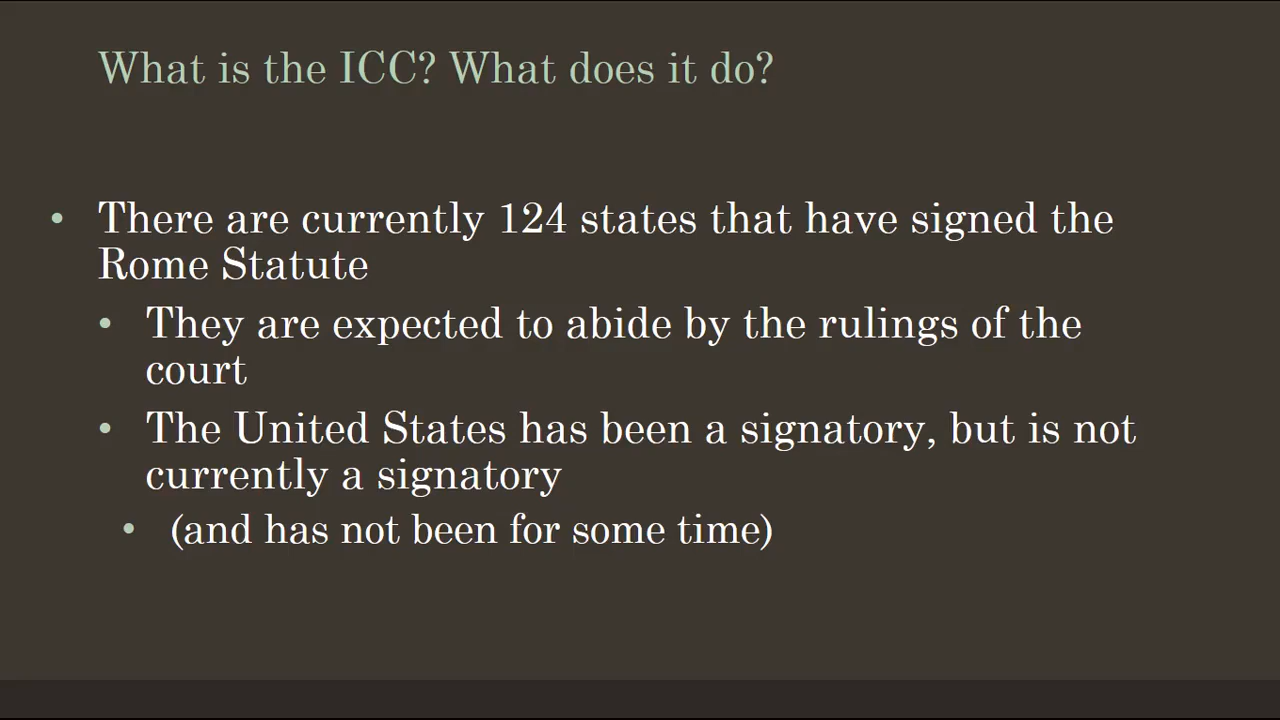 What is the ICC? What does it do?
• There are currently 124 states that have signed the
Rome Statute
• They are expected to abide by the rulings of the
court
• The United States has been a signatory, but is not
currently a signatory
• (and has not been for some time)